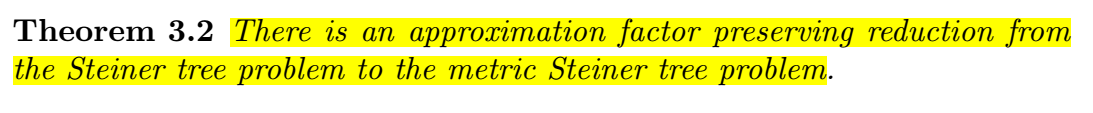 Theorem 3.2 There is an approximation factor preserving reduction from
the Steiner tree problem to the metric Steiner tree problem.